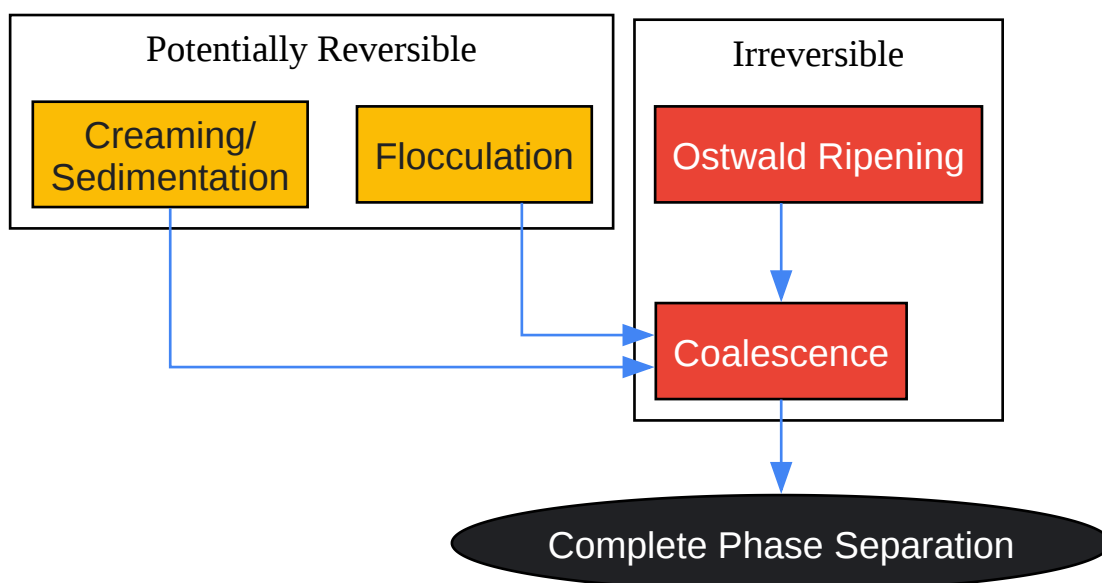 Potentially Reversible
Creaming/
Sedimentation
Flocculation
Irreversible
Ostwald Ripening
Coalescence
Complete Phase Separation